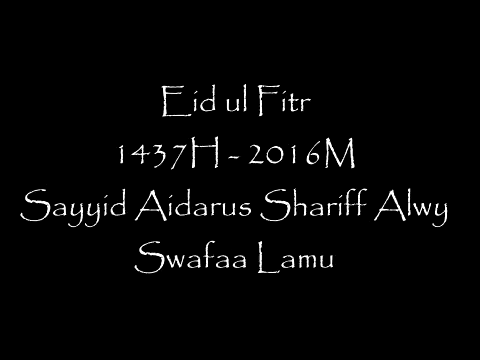 Eid ul Fitr
1437H - 2016M
Sayyid Aidarus Shariff Alwy
Swafaa Lamu